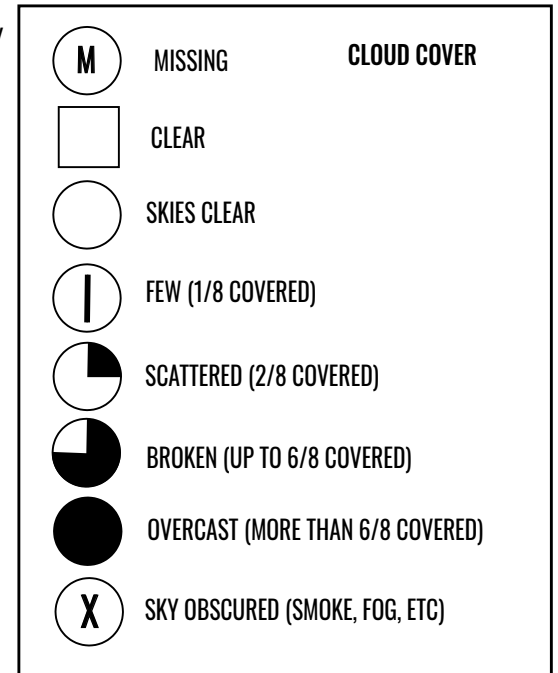 M MISSING CLOUD COVER
CLEAR
SKIES CLEAR
FEW (1/8 COVERED)
SCATTERED (2/8 COVERED)
BROKEN (UP TO 6/8 COVERED)
OVERCAST (MORE THAN 6/8 COVERED)
X SKY OBSCURED (SMOKE, FOG, ETC)